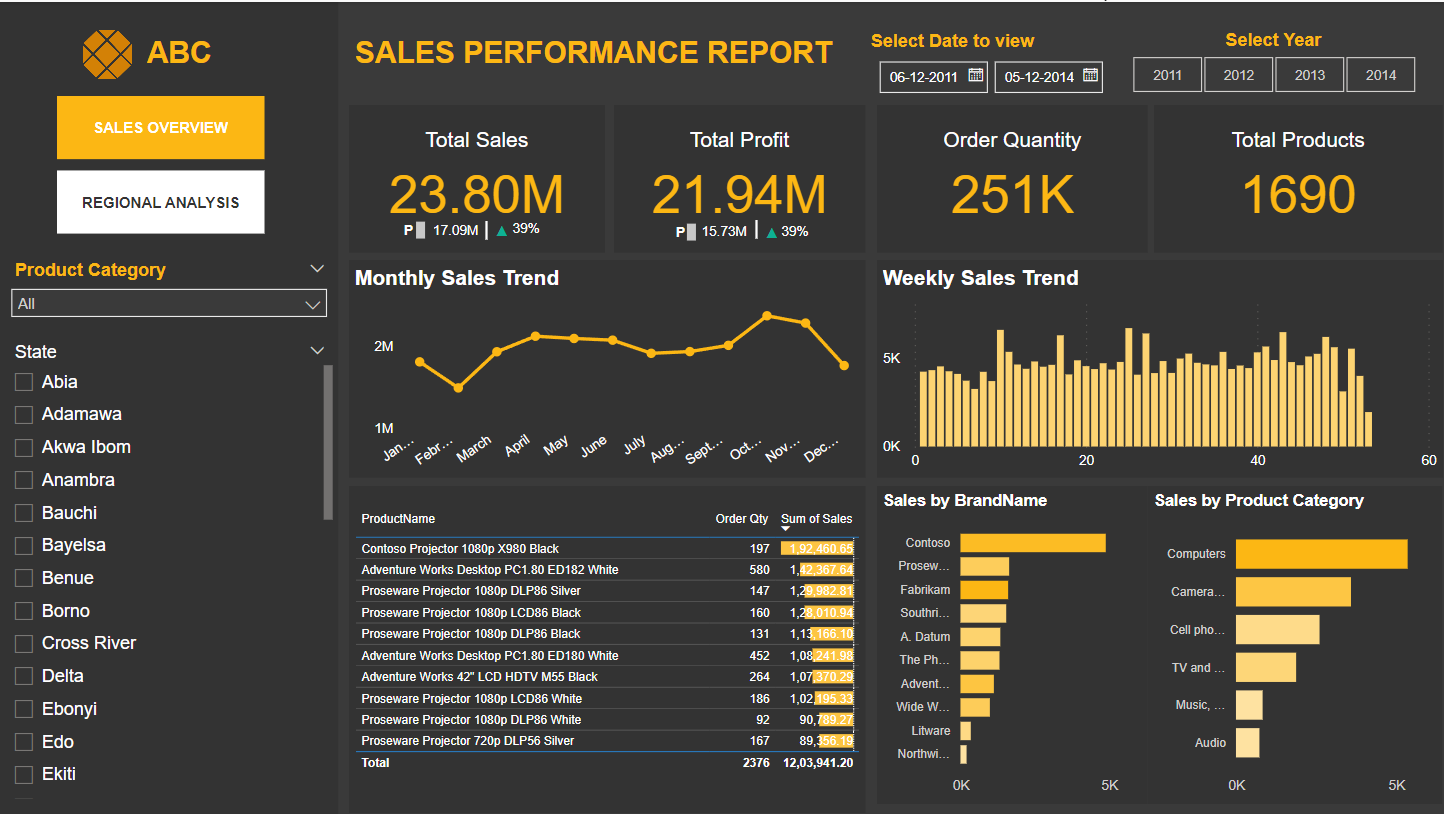 ABC
SALES OVERVIEW
REGIONAL ANALYSIS
Product Category
All
State
Abia
Adamawa
Akwa Ibom
Anambra
Bauchi
Bayelsa
Benue
Borno
Cross River
Delta
Ebonyi
Edo
Ekiti
SALES PERFORMANCE REPORT
Select Date to view
06-12-2011 05-12-2014
Select Year
2011 2012 2013 2014
Total Sales
23.80M
P 17.09M 39%
Total Profit
21.94M
P 15.73M 39%
Order Quantity
251K
Total Products
1690
Monthly Sales Trend
2M
1M
Jan... Febr... March April May June July Aug... Sept... Oct... Nov... Dec...
Weekly Sales Trend
5K
0K
0 20 40 60
ProductName Order Qty Sum of Sales
Contoso Projector 1080p X980 Black 197 1,92,460.65
Adventure Works Desktop PC1.80 ED182 White 580 1,42,367.64
Proseware Projector 1080p DLP86 Silver 147 1,29,982.81
Proseware Projector 1080p LCD86 Black 160 1,28,010.94
Proseware Projector 1080p DLP86 Black 131 1,13,166.10
Adventure Works Desktop PC1.80 ED180 White 452 1,08,241.98
Adventure Works 42" LCD HDTV M55 Black 264 1,07,370.29
Proseware Projector 1080p LCD86 White 186 1,02,195.33
Proseware Projector 1080p DLP86 White 92 90,789.27
Proseware Projector 720p DLP56 Silver 167 89,356.19
Total 2376 12,03,941.20
Sales by BrandName
Contoso
Prosew...
Fabrikam
Southri...
A. Datum
The Ph...
Advent...
Wide W...
Litware
Northwi...
0K 5K
Sales by Product Category
Computers
Camera...
Cell pho...
TV and ...
Music, ...
Audio
0K 5K